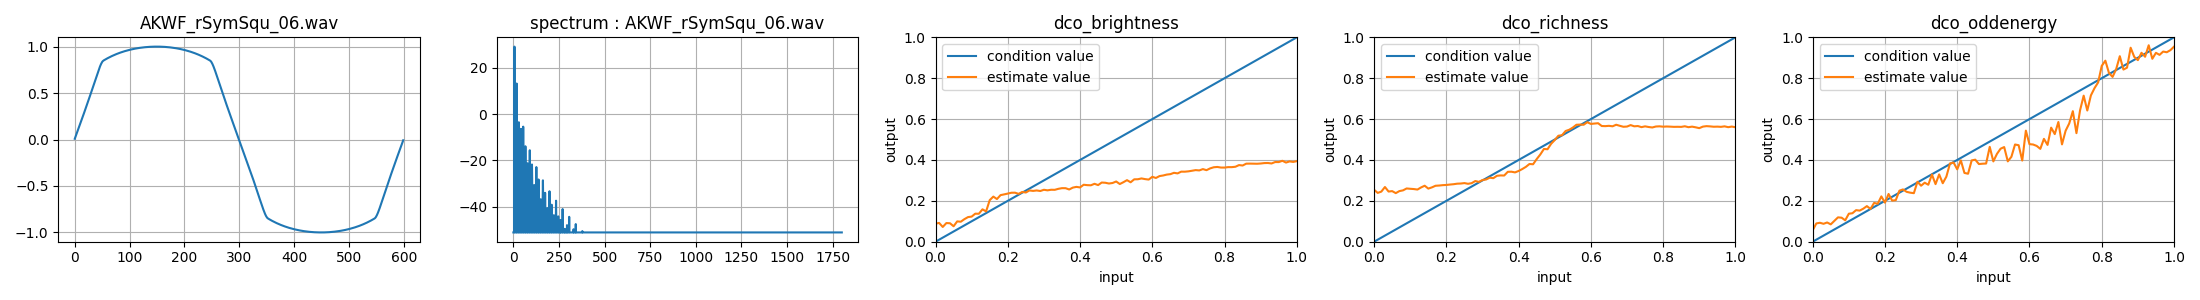 AKWF_rSymSqu_06.wav
1.0
0.5
0.0
−0.5
−1.0
0 100 200 300 400 500 600
spectrum : AKWF_rSymSqu_06.wav
20
0
−20
−40
0 250 500 750 1000 1250 1500 1750
dco_brightness
condition value
estimate value
output
1.0
0.8
0.6
0.4
0.2
0.0
0.0 0.2 0.4 0.6 0.8 1.0
input
dco_richness
condition value
estimate value
output
1.0
0.8
0.6
0.4
0.2
0.0
0.0 0.2 0.4 0.6 0.8 1.0
input
dco_oddenergy
condition value
estimate value
output
1.0
0.8
0.6
0.4
0.2
0.0
0.0 0.2 0.4 0.6 0.8 1.0
input